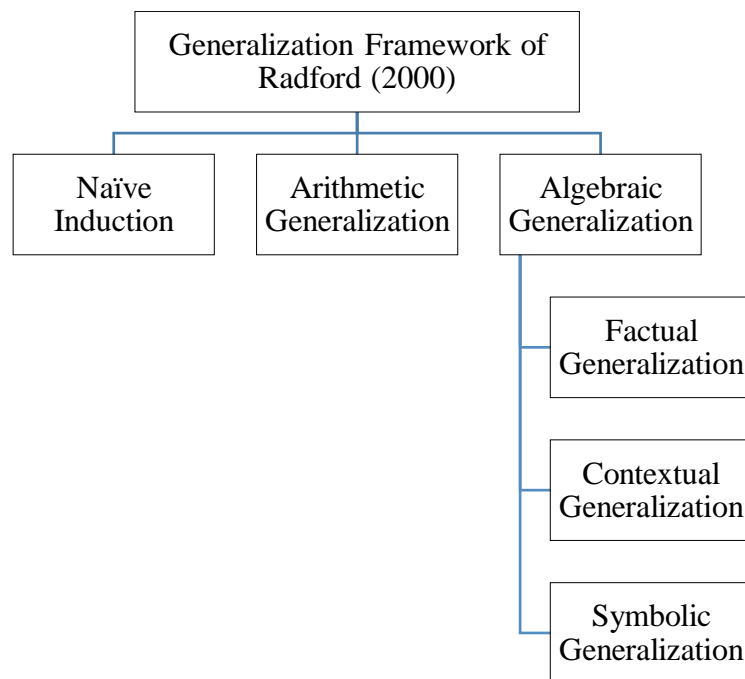 Generalization Framework of
Radford (2000)
Naïve
Induction
Arithmetic
Generalization
Algebraic
Generalization
Factual
Generalization
Contextual
Generalization
Symbolic
Generalization